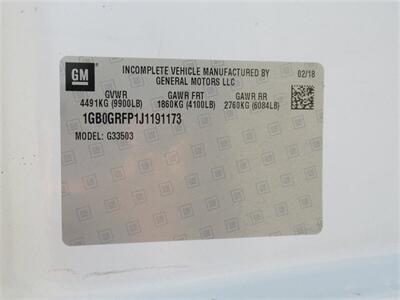 GM
INCOMPLETE VEHICLE MANUFACTURED BY
GENERAL MOTORS LLC
02/18
GVWR GAWR FRT GAWR RR
4491KG (9900LB) 1860KG (4100LB) 2760KG (6084LB)
1GB0GRFP1J1191173
MODEL: G33503